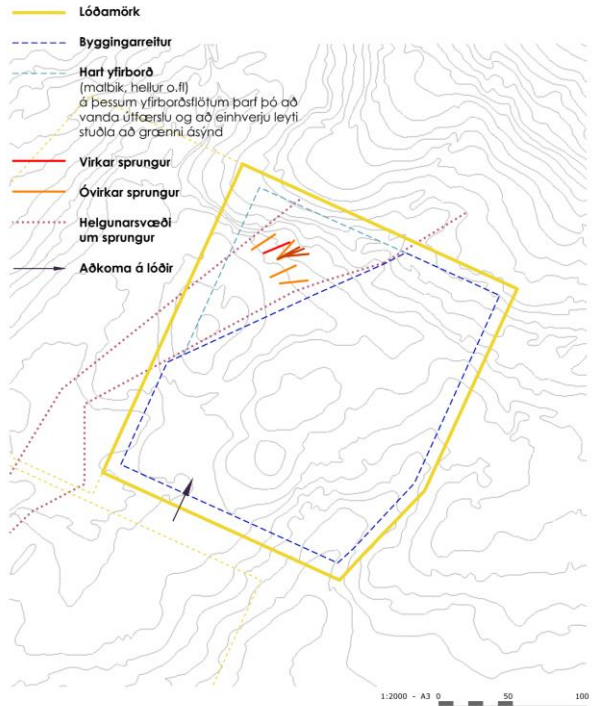 Lóðamörk
Byggingarreitur
Hart yfirborð
(malbik, hellur o.fl)
á þessum yfirborðsflötum þarf þó að
vanda útfærslu og að einhverju leyti
stuðla að grænni ásýnd
Virkar sprungur
Óvirkar sprungur
Helgunarsvæði
um sprungur
Aðkoma á lóðir
1:2000 - A3 0 50 100